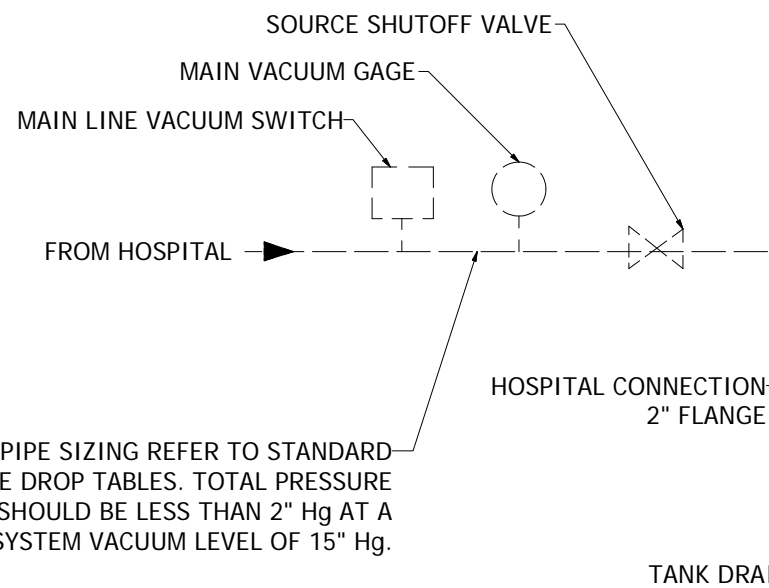 SOURCE SHUTOFF VALVE
MAIN VACUUM GAGE
MAIN LINE VACUUM SWITCH
FROM HOSPITAL
HOSPITAL CONNECTION
2" FLANGE
PIPE SIZING REFER TO STANDARD
DROP TABLES. TOTAL PRESSURE
SHOULD BE LESS THAN 2" Hg AT A
SYSTEM VACUUM LEVEL OF 15" Hg.
TANK